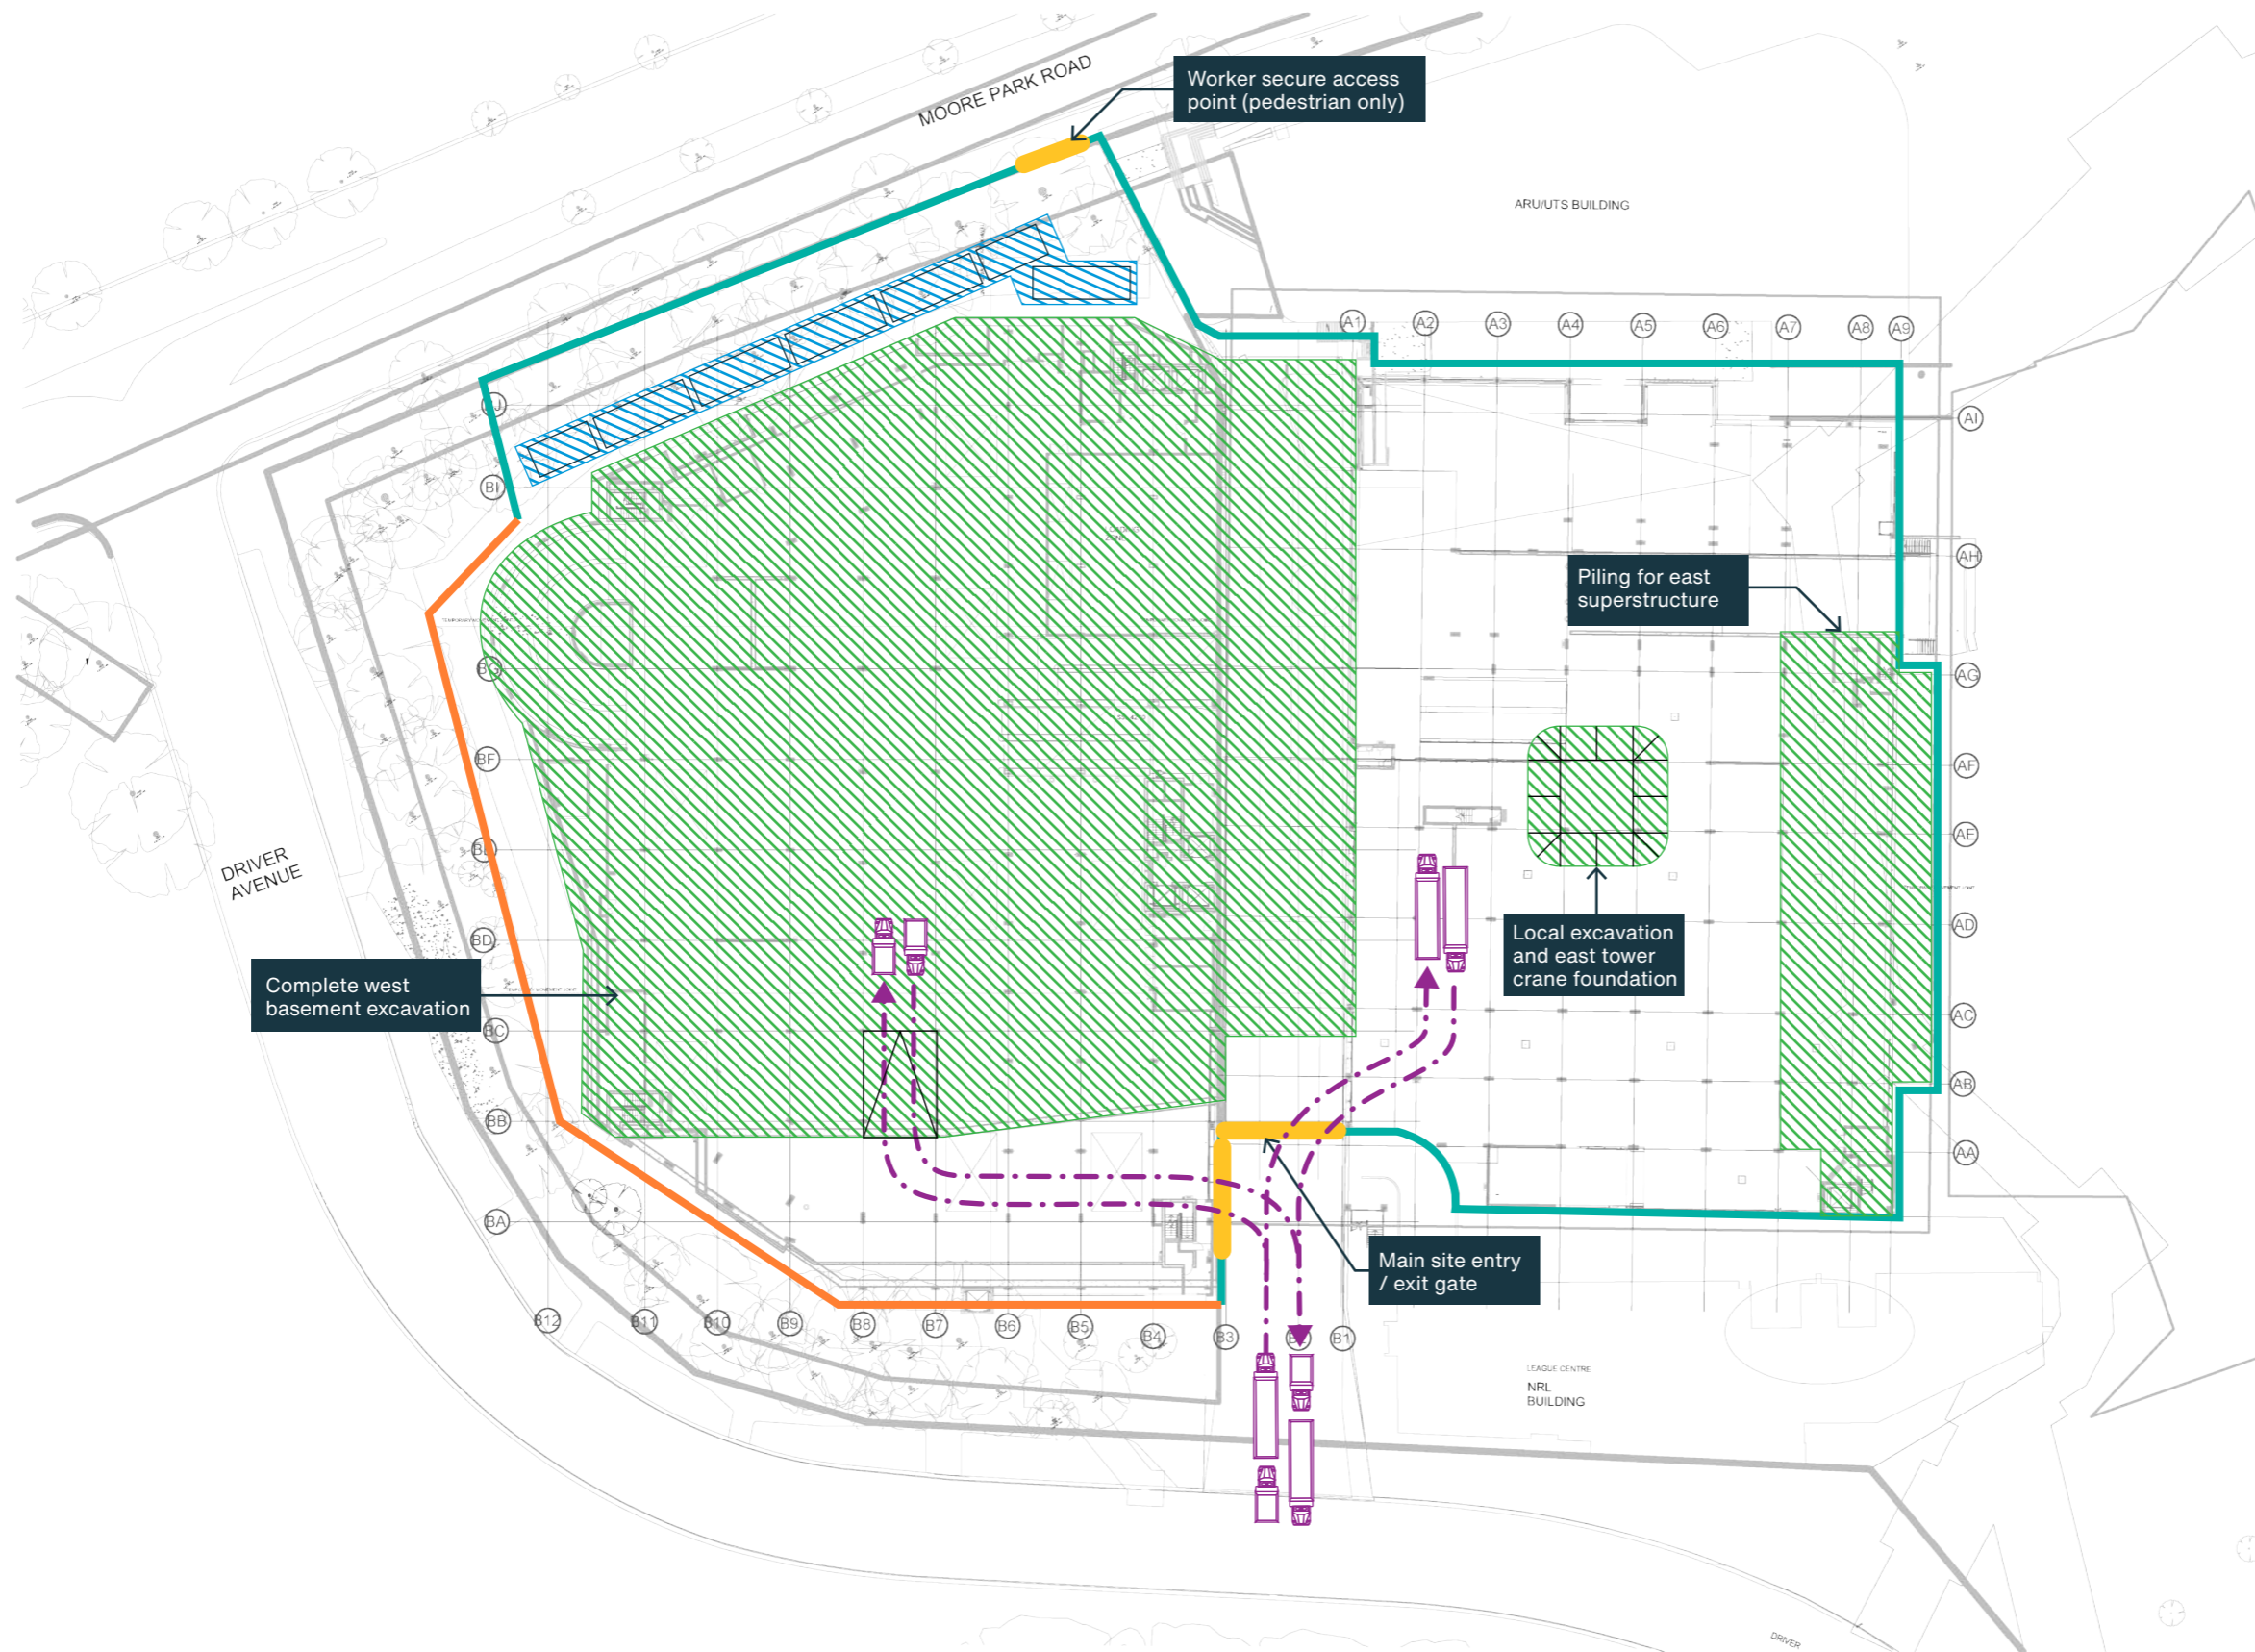 MOORE PARK ROAD
Worker secure access
point (pedestrian only)
ARU/UTS BUILDING
A1
A2
A3
A4
A5
A6
A7
A8
A9
BJ
AI
BI
AH
Piling for east
superstructure
BG
AG
BF
AF
AE
DRIVER
AVENUE
Local excavation
and east tower
crane foundation
BD
AD
Complete west
basement excavation
BC
AC
AB
BB
AA
BA
Main site entry
/ exit gate
B12
B11
B10
B9
B8
B7
B6
B5
B4
B3
B1
LEAGUE CENTRE
NRL
BUILDING
DRIVER